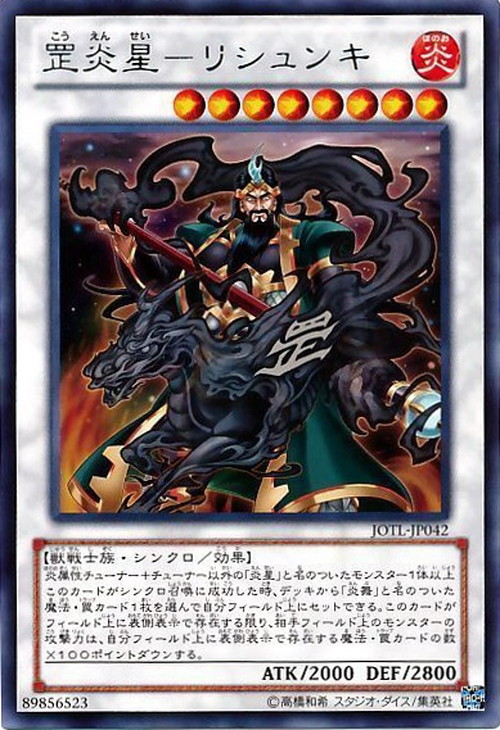 こう えん せい
罡炎星－リシュンキ
ほのお
炎
罡
JOTL-JP042
【獣戦士族・シンクロ／効果】
炎属性チューナー＋チューナー以外の「炎星」と名のついたモンスター１体以上
このカードがシンクロ召喚に成功した時、デッキから「炎舞」と名のついた
魔法・罠カード１枚を選んで自分フィールド上にセットできる。このカードが
フィールド上に表側表示で存在する限り、相手フィールド上のモンスターの
攻撃力は、自分フィールド上に表側表示で存在する魔法・罠カードの数
×１００ポイントダウンする。
ATK/2000 DEF/2800
89856523
©高橋和希 スタジオ・ダイス/集英社